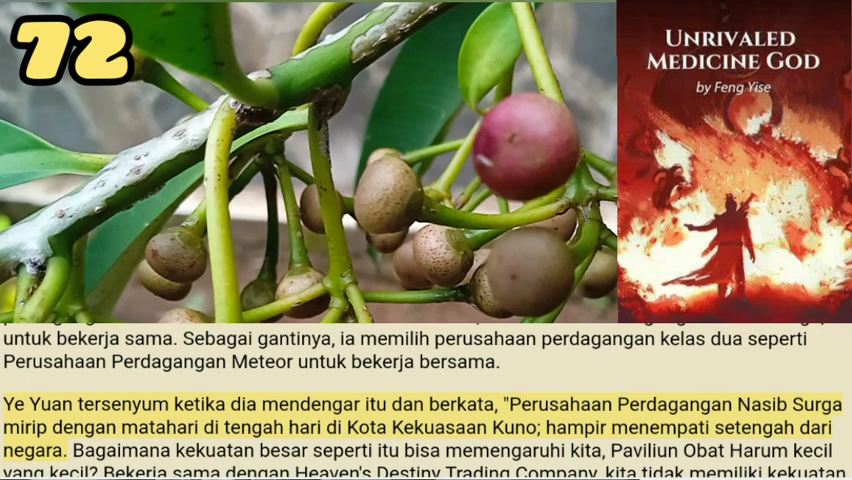 72
UNRIVALED
MEDICINE GOD
by Feng Yise
untuk bekerja sama. Sebagai gantinya, ia memilih perusahaan perdagangan kelas dua seperti
Perusahaan Perdagangan Meteor untuk bekerja bersama.
Ye Yuan tersenyum ketika dia mendengar itu dan berkata, "Perusahaan Perdagangan Nasib Surga
mirip dengan matahari di tengah hari di Kota Kekuasaan Kuno; hampir menempati setengah dari
negara. Bagaimana kekuatan besar seperti itu bisa memengaruhi kita, Paviliun Obat Harum kecil
yang kecil? Bekerja sama dengan Heaven's Destiny Trading Company, kita tidak memiliki kekuatan